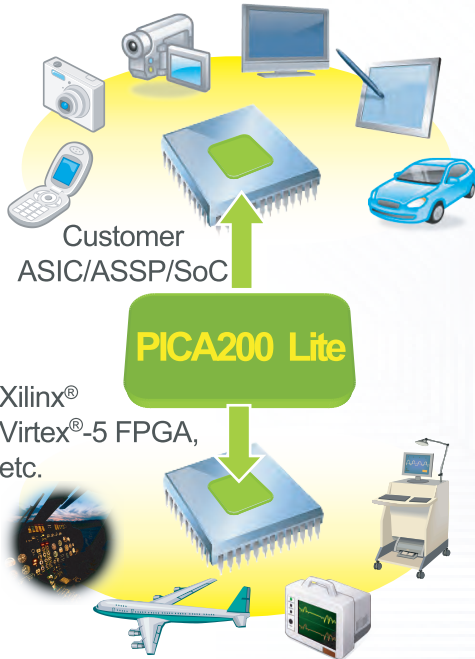 Customer
ASIC/ASSP/SoC
PICA200 Lite
Xilinx®
Virtex®-5 FPGA,
etc.